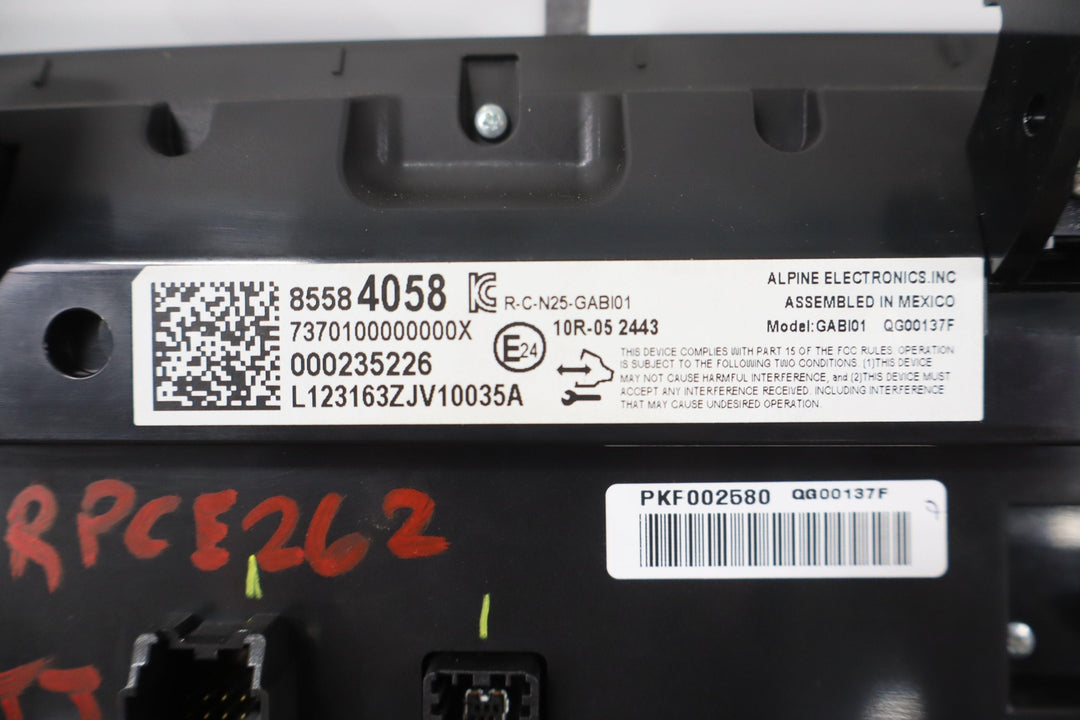 85584058 R-C-N25-GABI01
7370100000000X
000235226
L123163ZJV10035A
E24 10R-05 2443
ALPINE ELECTRONICS.INC
ASSEMBLED IN MEXICO
Model:GABI01 QG00137F
THIS DEVICE COMPLIES WITH PART 15 OF THE FCC RULES OPERATION
IS SUBJECT TO THE FOLLOWING TWO CONDITIONS. (1)THIS DEVICE
MAY NOT CAUSE HARMFUL INTERFERENCE, and (2)THIS DEVICE MUST
ACCEPT ANY INTERFERENCE RECEIVED. INCLUDING INTERFERENCE
THAT MAY CAUSE UNDESIRED OPERATION.
PKF002580 QG00137F
RPCE262